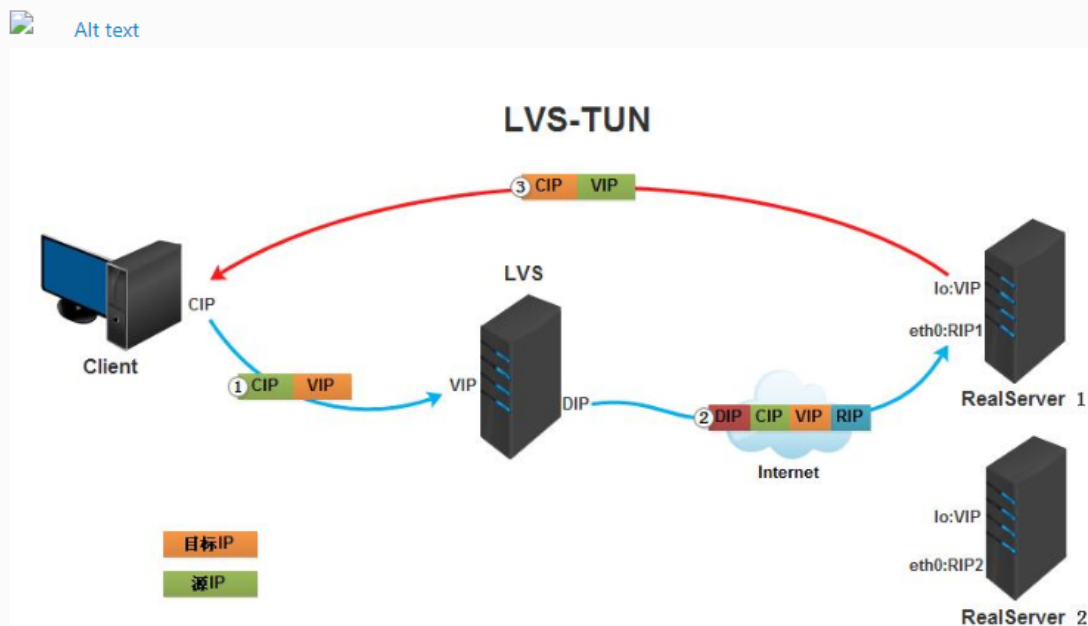 Alt text
LVS-TUN
3 CIP VIP
LVS
lo:VIP
CIP
eth0:RIP1
Client
1 CIP VIP
VIP
DIP
2 DIP CIP VIP RIP
RealServer 1
Internet
lo:VIP
目标IP
eth0:RIP2
源IP
RealServer 2